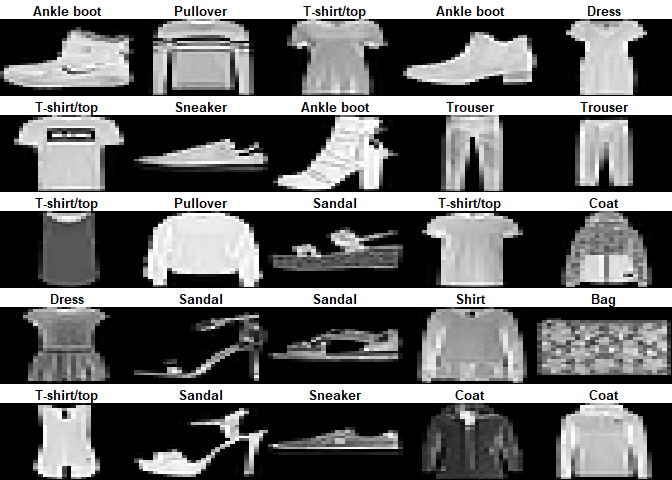 Ankle boot Pullover T-shirt/top Ankle boot Dress
T-shirt/top Sneaker Ankle boot Trouser Trouser
T-shirt/top Pullover Sandal T-shirt/top Coat
Dress Sandal Sandal Shirt Bag
T-shirt/top Sandal Sneaker Coat Coat